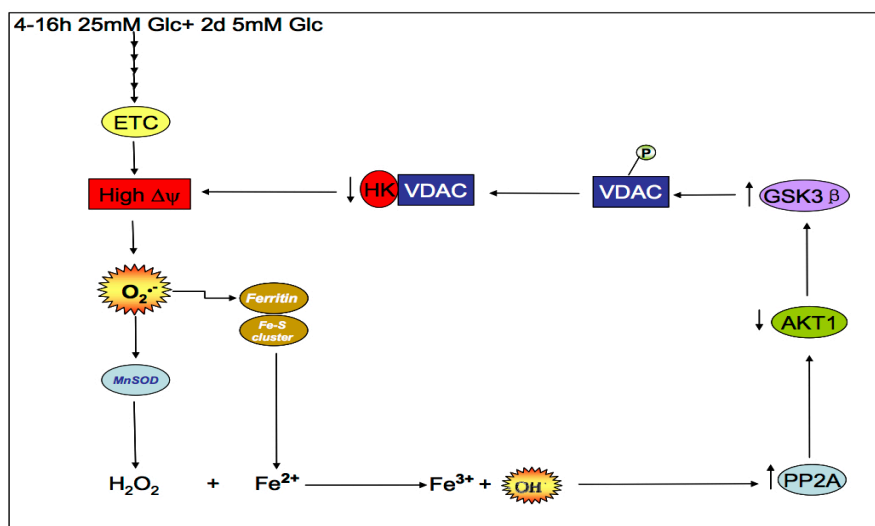 4-16h 25mM Glc+ 2d 5mM Glc
ETC
High Δψ
HK VDAC
VDAC
P
GSK3 β
O₂•-
Ferritin
Fe-S
cluster
AKT1
MnSOD
H₂O₂ + Fe²⁺
Fe³⁺ + OH
PP2A